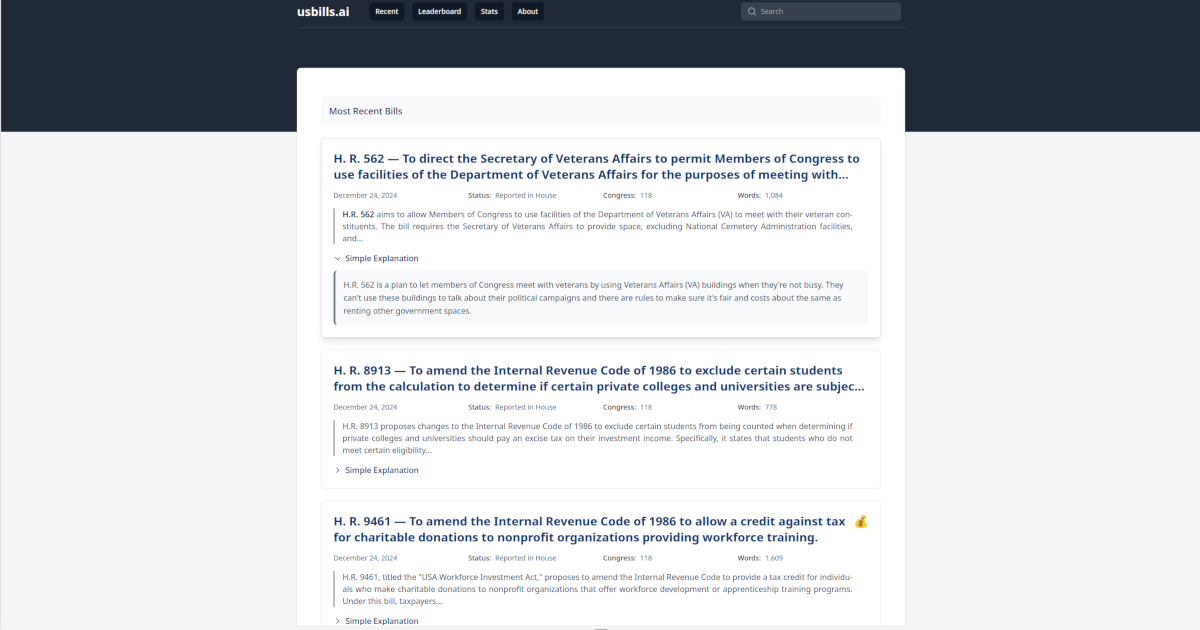 usbills.ai Recent Leaderboard Stats About Search
Most Recent Bills
H. R. 562 — To direct the Secretary of Veterans Affairs to permit Members of Congress to
use facilities of the Department of Veterans Affairs for the purposes of meeting with...
December 24, 2024 Status: Reported in House Congress: 118 Words: 1,084
H.R. 562 aims to allow Members of Congress to use facilities of the Department of Veterans Affairs (VA) to meet with their veteran con-
stituents. The bill requires the Secretary of Veterans Affairs to provide space, excluding National Cemetery Administration facilities,
and...
Simple Explanation
H.R. 562 is a plan to let members of Congress meet with veterans by using Veterans Affairs (VA) buildings when they're not busy. They
can't use these buildings to talk about their political campaigns and there are rules to make sure it's fair and costs about the same as
renting other government spaces.
H. R. 8913 — To amend the Internal Revenue Code of 1986 to exclude certain students
from the calculation to determine if certain private colleges and universities are subjec...
December 24, 2024 Status: Reported in House Congress: 118 Words: 778
H.R. 8913 proposes changes to the Internal Revenue Code of 1986 to exclude certain students from being counted when determining if
private colleges and universities should pay an excise tax on their investment income. Specifically, it states that students who do not
meet certain eligibility...
Simple Explanation
H. R. 9461 — To amend the Internal Revenue Code of 1986 to allow a credit against tax 💰
for charitable donations to nonprofit organizations providing workforce training.
December 24, 2024 Status: Reported in House Congress: 118 Words: 1,609
H.R. 9461, titled the "USA Workforce Investment Act," proposes to amend the Internal Revenue Code to provide a tax credit for individu-
als who make charitable donations to nonprofit organizations that offer workforce development or apprenticeship training programs.
Under this bill, taxpayers...
Simple Explanation